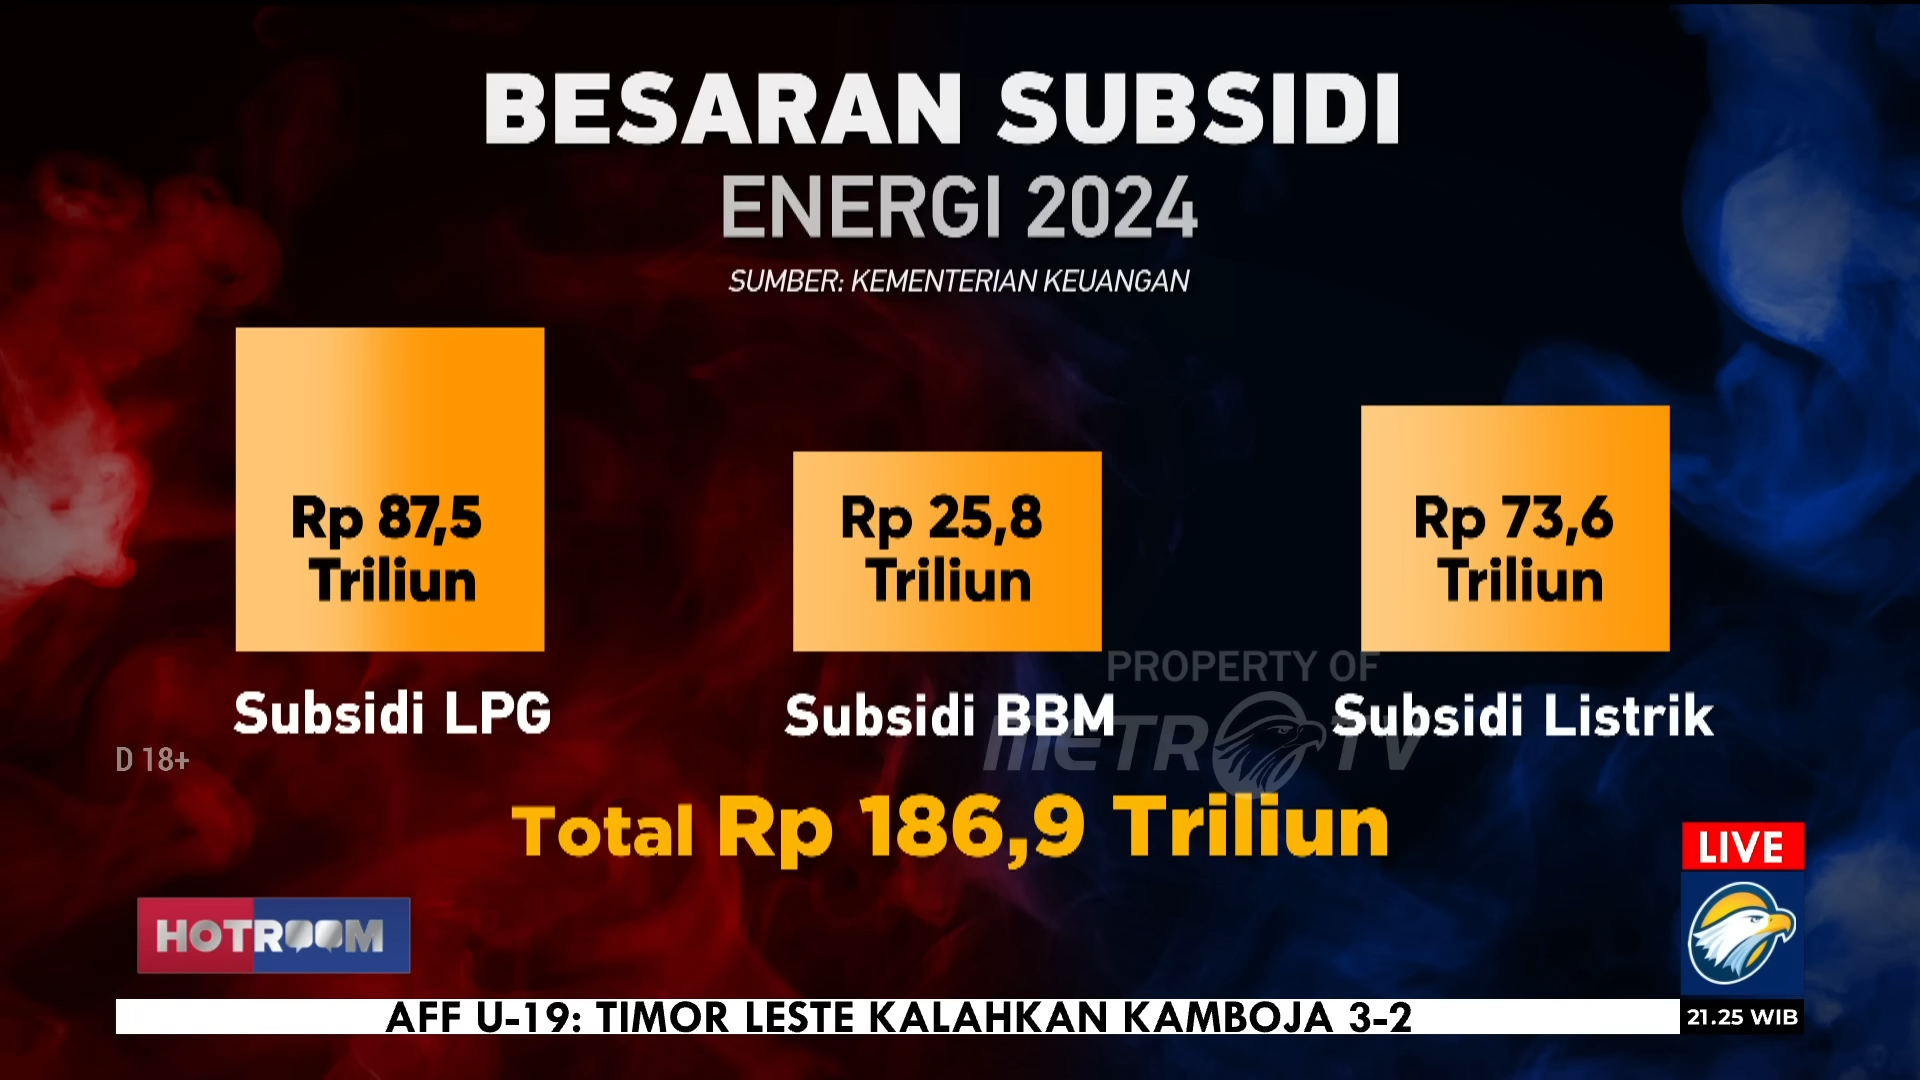 BESARAN SUBSIDI
ENERGI 2024
SUMBER: KEMENTERIAN KEUANGAN
Rp 87,5
Triliun
Rp 25,8
Triliun
Rp 73,6
Triliun
Subsidi LPG
Subsidi BBM
Subsidi Listrik
PROPERTY OF
METRO TV
D 18+
Total Rp 186,9 Triliun
LIVE
HOTROOM
AFF U-19: TIMOR LESTE KALAHKAN KAMBOJA 3-2
21.25 WIB